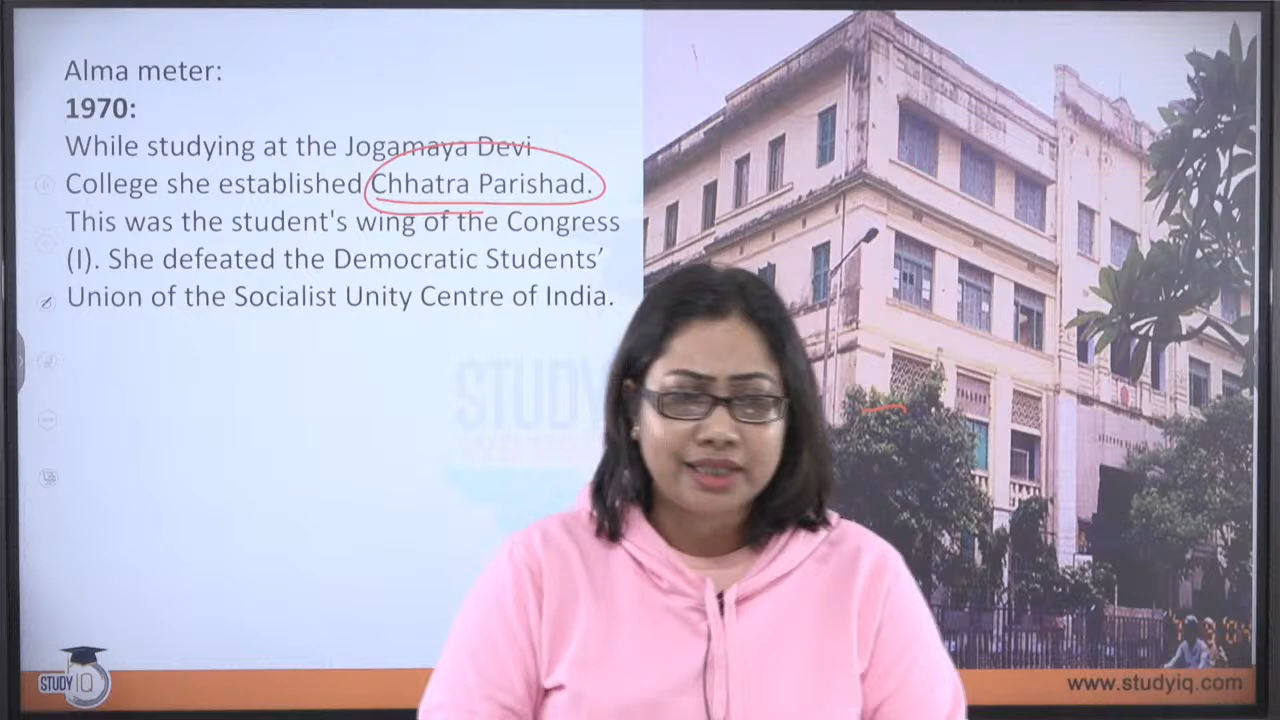 Alma meter:
1970:
While studying at the Jogamaya Devi
College she established Chhatra Parishad.
This was the student's wing of the Congress
(I). She defeated the Democratic Students’
Union of the Socialist Unity Centre of India.
STUDY
STUDY IQ
www.studyiq.com